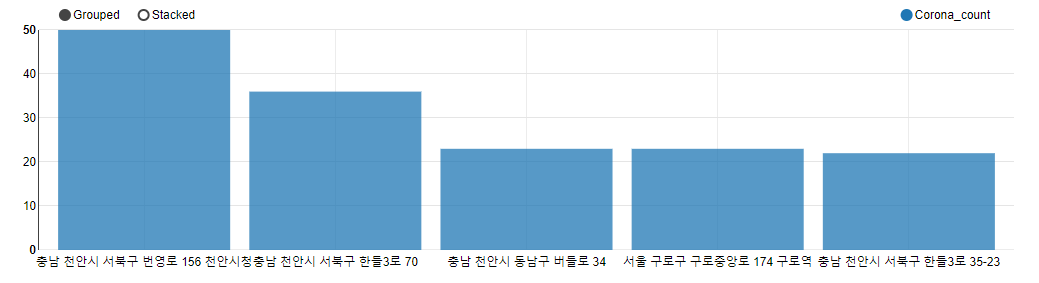 Grouped Stacked Corona_count
50
40
30
20
10
0
충남 천안시 서북구 번영로 156 천안시청
충남 천안시 서북구 한들3로 70
충남 천안시 동남구 버들로 34
서울 구로구 구로중앙로 174 구로역
충남 천안시 서북구 한들3로 35-23